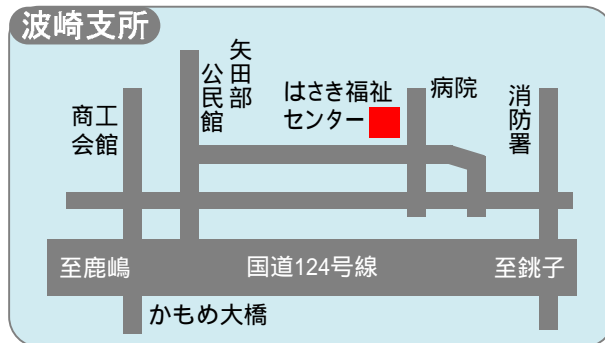 波崎支所
矢田部
公民館
商工
会館
はさき福祉
センター
病院
消防署
至鹿嶋
国道124号線
至銚子
かもめ大橋